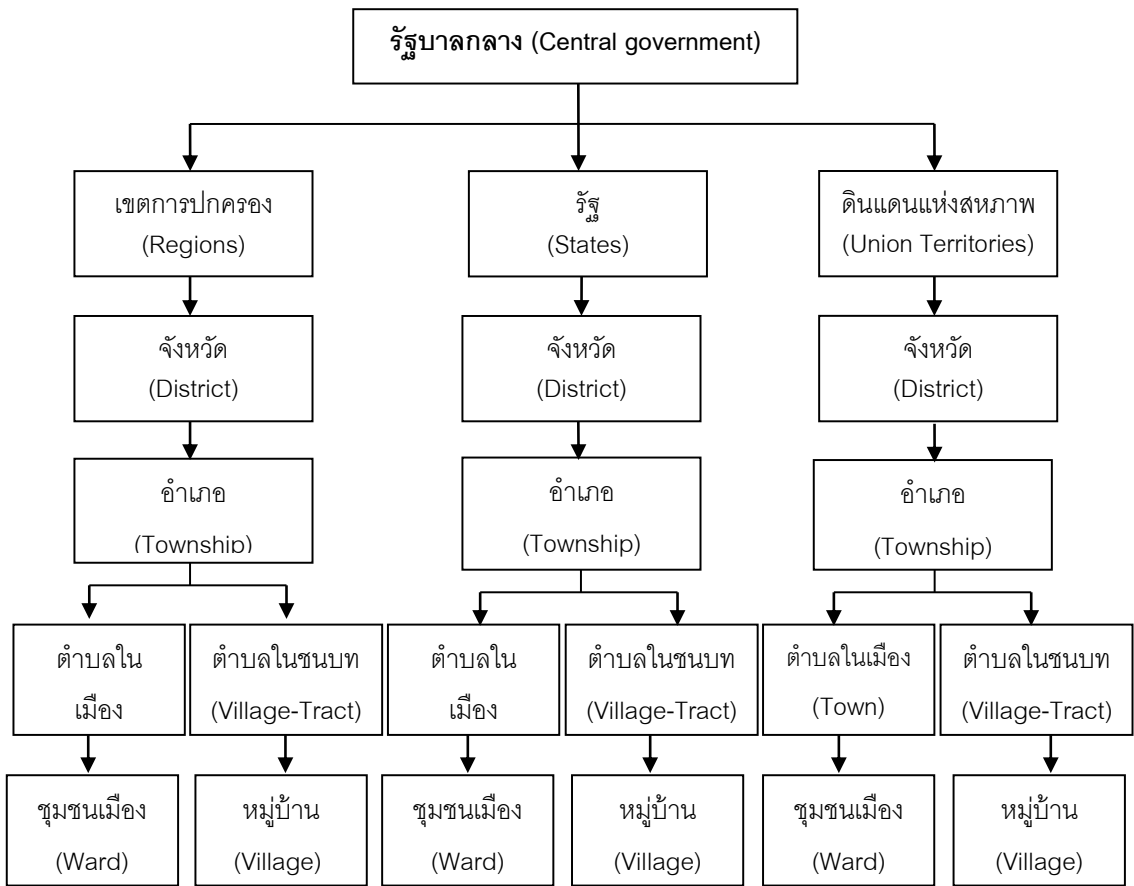 รัฐบาลกลาง (Central government)
เขตการปกครอง
(Regions)
รัฐ
(States)
ดินแดนแห่งสหภาพ
(Union Territories)
จังหวัด
(District)
จังหวัด
(District)
จังหวัด
(District)
อำเภอ
(Township)
อำเภอ
(Township)
อำเภอ
(Township)
ตำบลใน
เมือง
ตำบลในชนบท
(Village-Tract)
ตำบลใน
เมือง
ตำบลในชนบท
(Village-Tract)
ตำบลในเมือง
(Town)
ตำบลในชนบท
(Village-Tract)
ชุมชนเมือง
(Ward)
หมู่บ้าน
(Village)
ชุมชนเมือง
(Ward)
หมู่บ้าน
(Village)
ชุมชนเมือง
(Ward)
หมู่บ้าน
(Village)